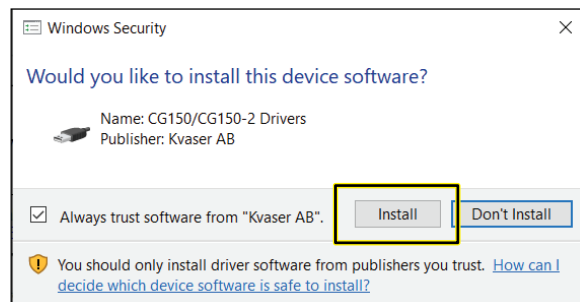 Windows Security
Would you like to install this device software?
Name: CG150/CG150-2 Drivers
Publisher: Kvaser AB
Always trust software from "Kvaser AB".
Install
Don't Install
You should only install driver software from publishers you trust. How can I
decide which device software is safe to install?